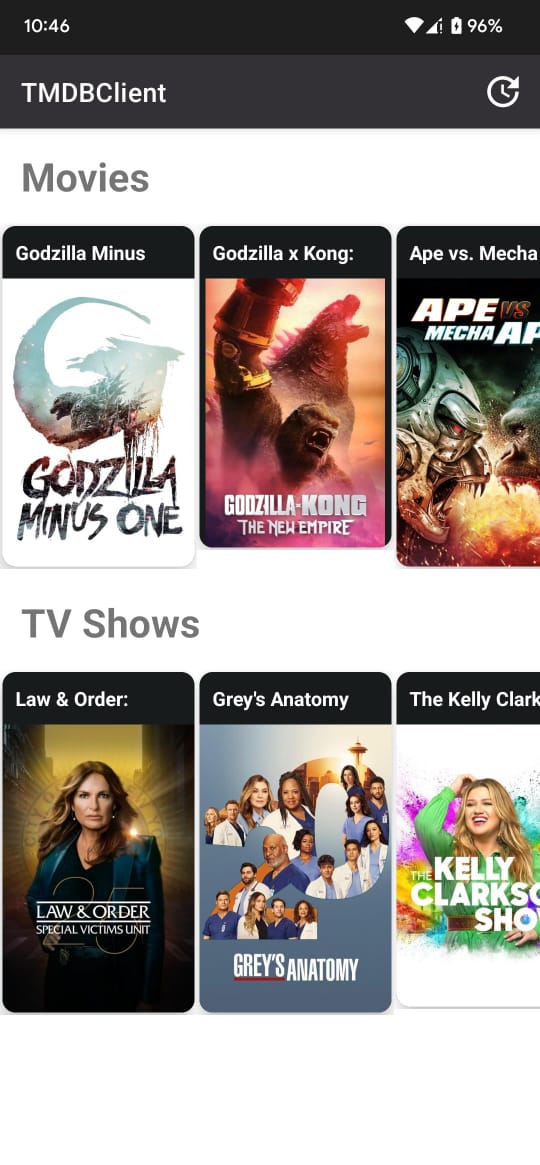 10:46
96%
TMDBClient
Movies
Godzilla Minus
Godzilla x Kong:
Ape vs. Mecha
GODZILLA
MINUS ONE
GODZILLA×KONG
THE NEW EMPIRE
APE VS
MECHA AP
TV Shows
Law & Order:
Grey's Anatomy
The Kelly Clark
25
LAW & ORDER
SPECIAL VICTIMS UNIT
GREY'S ANATOMY
THE KELLY
CLARKSO
SHO